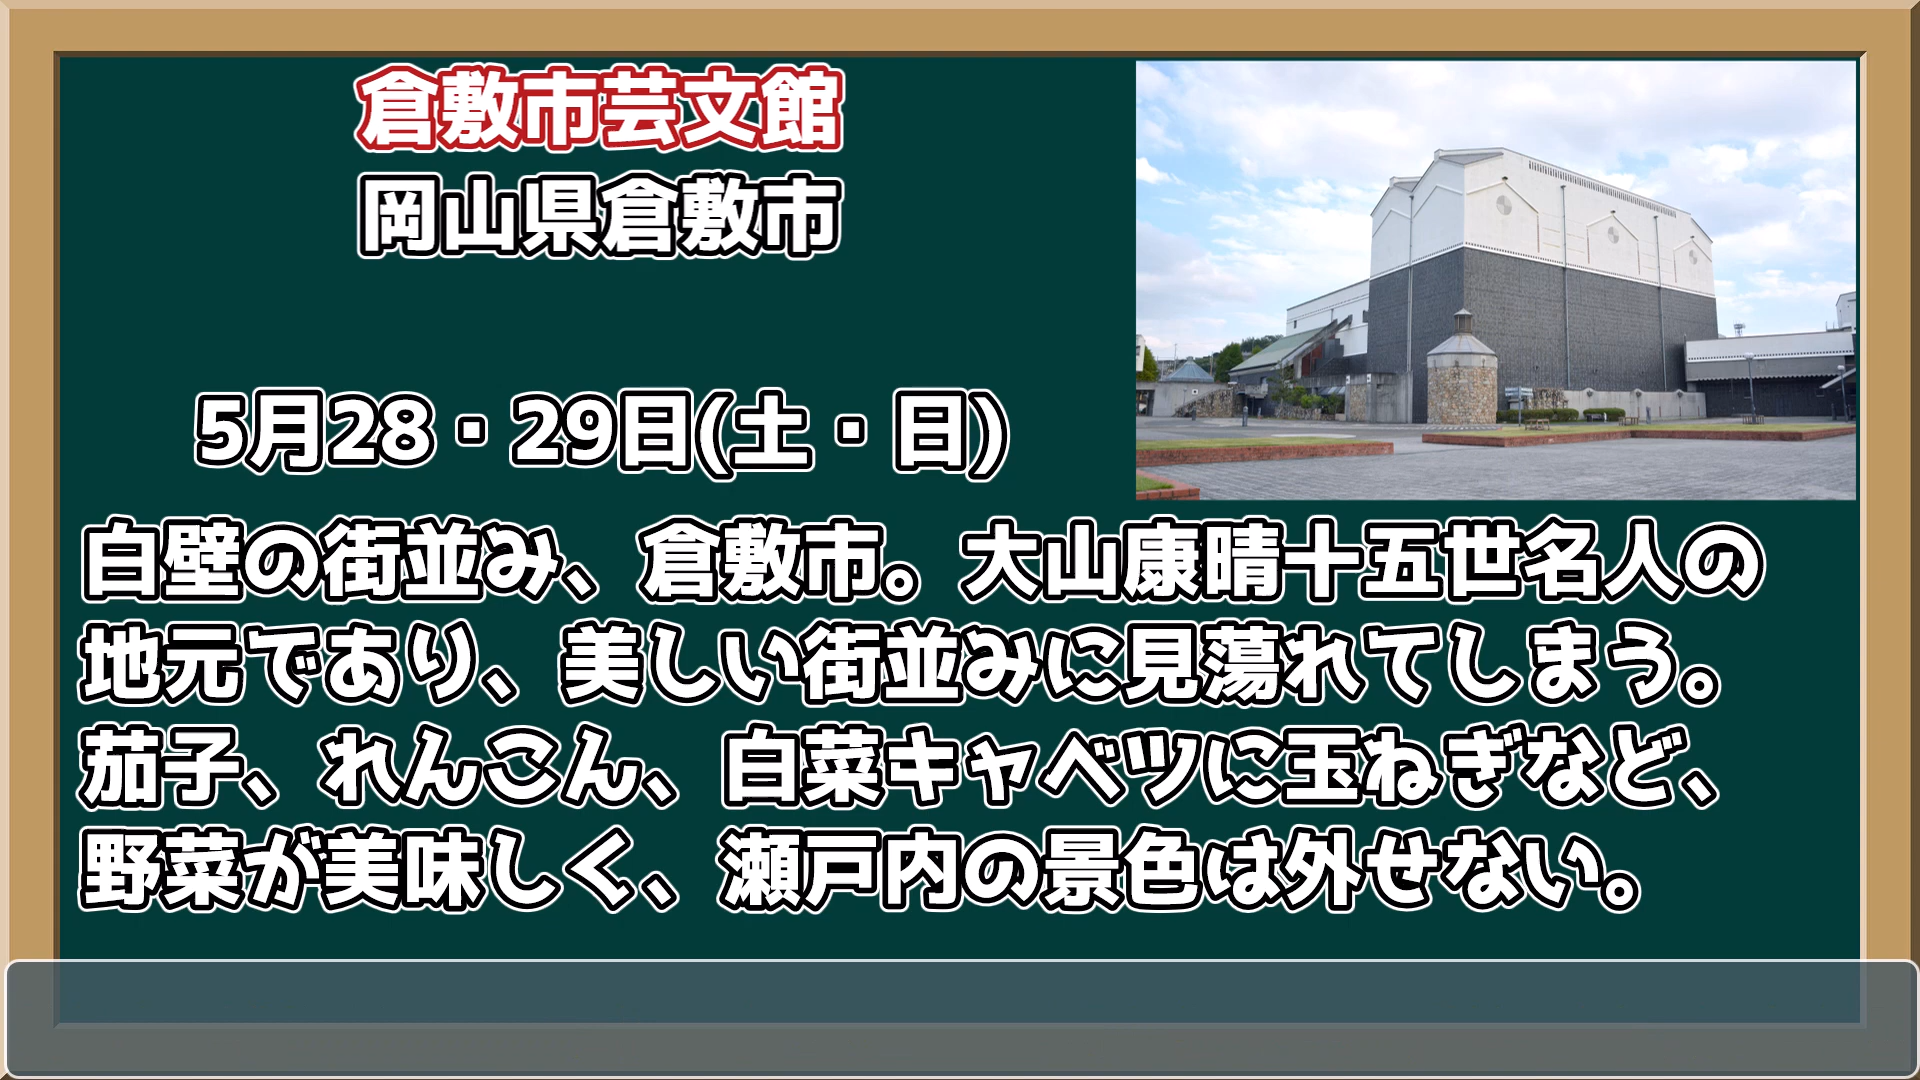 倉敷市芸文館
岡山県倉敷市
5月28・29日(土・日)
白壁の街並み、倉敷市。大山康晴十五世名人の
地元であり、美しい街並みに見蕩れてしまう。
茄子、れんこん、白菜キャベツに玉ねぎなど、
野菜が美味しく、瀬戸内の景色は外せない。